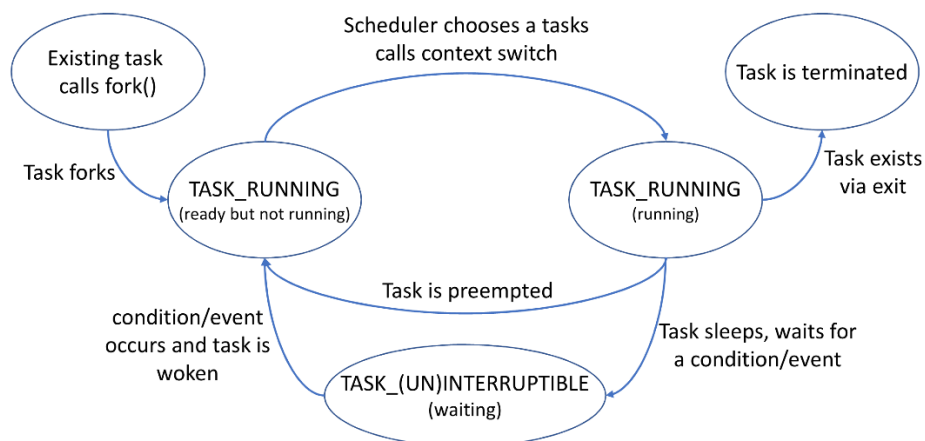 Scheduler chooses a tasks
calls context switch
Existing task
calls fork()
Task is terminated
Task forks
Task exists
via exit
TASK_RUNNING
(ready but not running)
TASK_RUNNING
(running)
Task is preempted
condition/event
occurs and task is
woken
Task sleeps, waits for
a condition/event
TASK_(UN)INTERRUPTIBLE
(waiting)